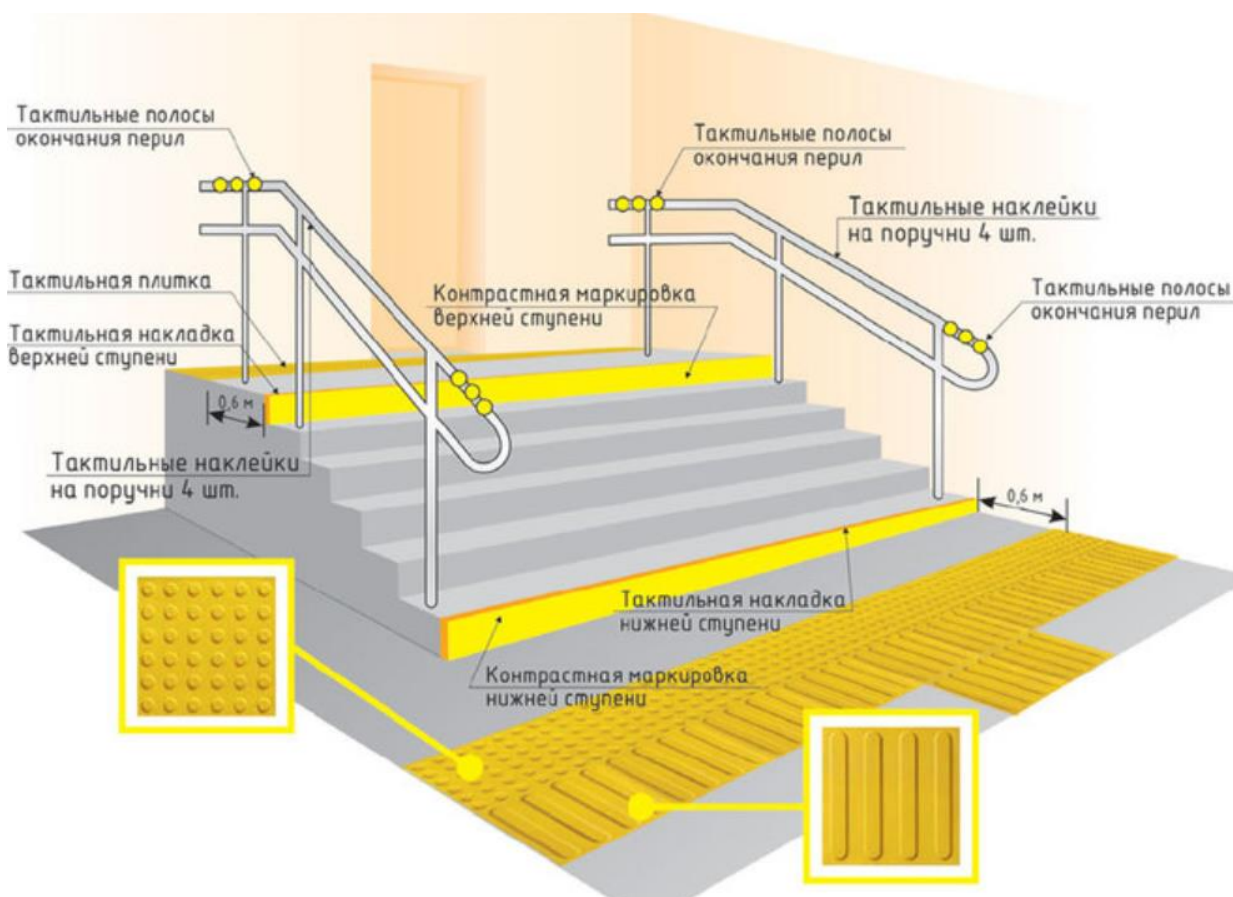 Тактильные полосы
окончания перил
Тактильные полосы
окончания перил
Тактильные наклейки
на поручни 4 шт.
Тактильная плитка
Контрастная маркировка
верхней ступени
Тактильные полосы
окончания перил
Тактильная накладка
верхней ступени
0,6 м
Тактильные наклейки
на поручни 4 шт.
0,6 м
Тактильная накладка
нижней ступени
Контрастная маркировка
нижней ступени